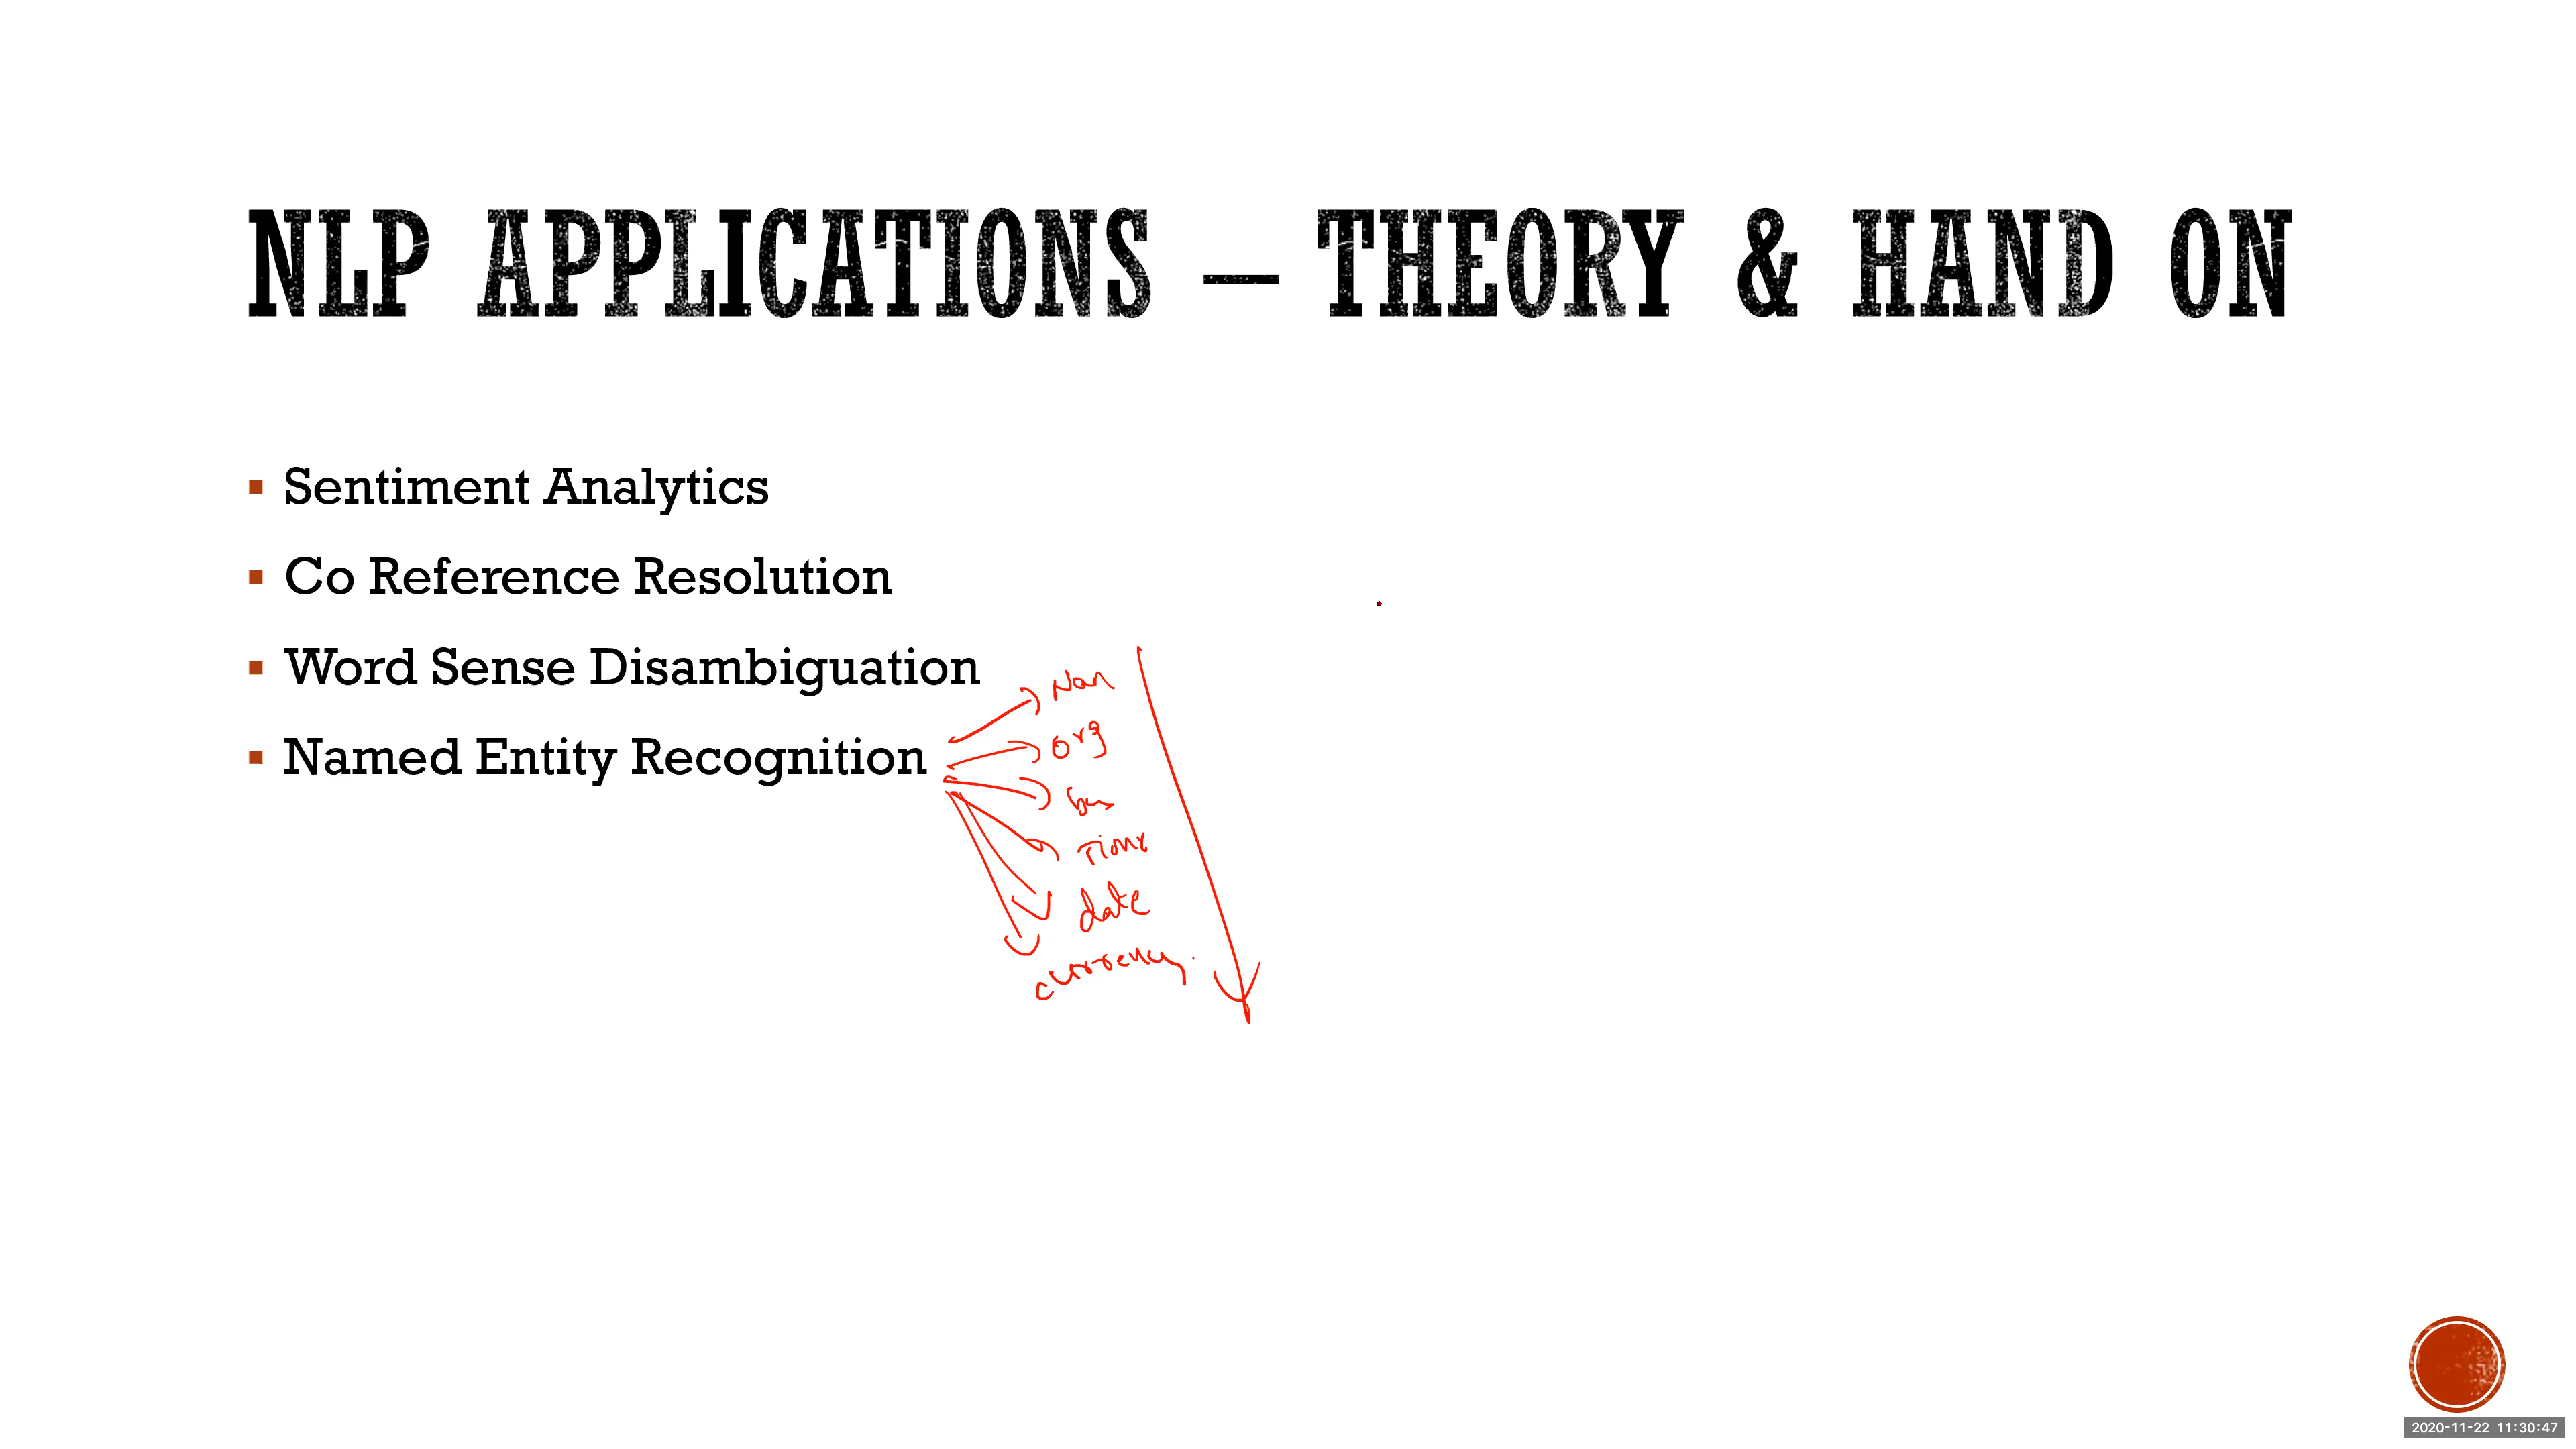 NLP APPLICATIONS – THEORY & HAND ON
▪ Sentiment Analytics
▪ Co Reference Resolution
▪ Word Sense Disambiguation
▪ Named Entity Recognition
Nam
org
Time
date
currency.
2020-11-22 11:30:47